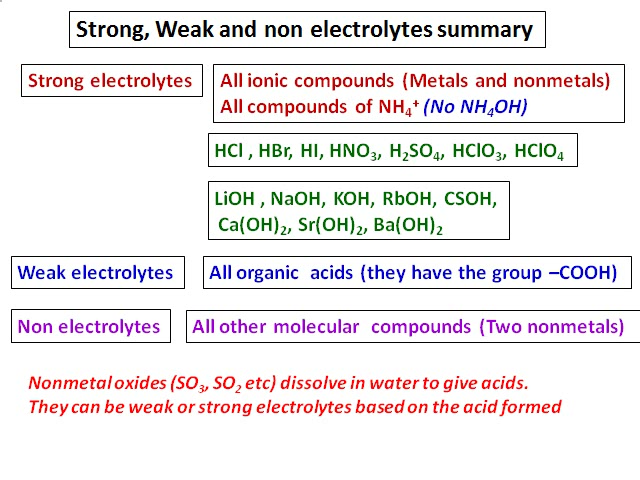 Strong, Weak and non electrolytes summary
Strong electrolytes
All ionic compounds (Metals and nonmetals)
All compounds of NH₄⁺ (No NH₄OH)
HCl , HBr, HI, HNO₃, H₂SO₄, HClO₃, HClO₄
LiOH , NaOH, KOH, RbOH, CSOH,
Ca(OH)₂, Sr(OH)₂, Ba(OH)₂
Weak electrolytes
All organic acids (they have the group –COOH)
Non electrolytes
All other molecular compounds (Two nonmetals)
Nonmetal oxides (SO₃, SO₂ etc) dissolve in water to give acids.
They can be weak or strong electrolytes based on the acid formed